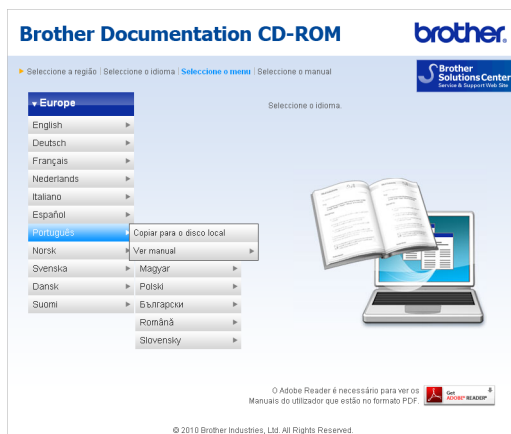 Brother Documentation CD-ROM
brother
Seleccione a região | Seleccione o idioma | Seleccione o menu | Seleccione o manual
Brother
Solutions Center
Service & Support Web Site
Europe
Seleccione o idioma.
English
Deutsch
Français
Nederlands
Italiano
Español
Português
Copiar para o disco local
Norsk
Ver manual
Svenska
Magyar
Dansk
Polski
Suomi
Български
Română
Slovensky
O Adobe Reader é necessário para ver os
Manuais do utilizador que estão no formato PDF.
Get
ADOBE® READER®
© 2010 Brother Industries, Ltd. All Rights Reserved.